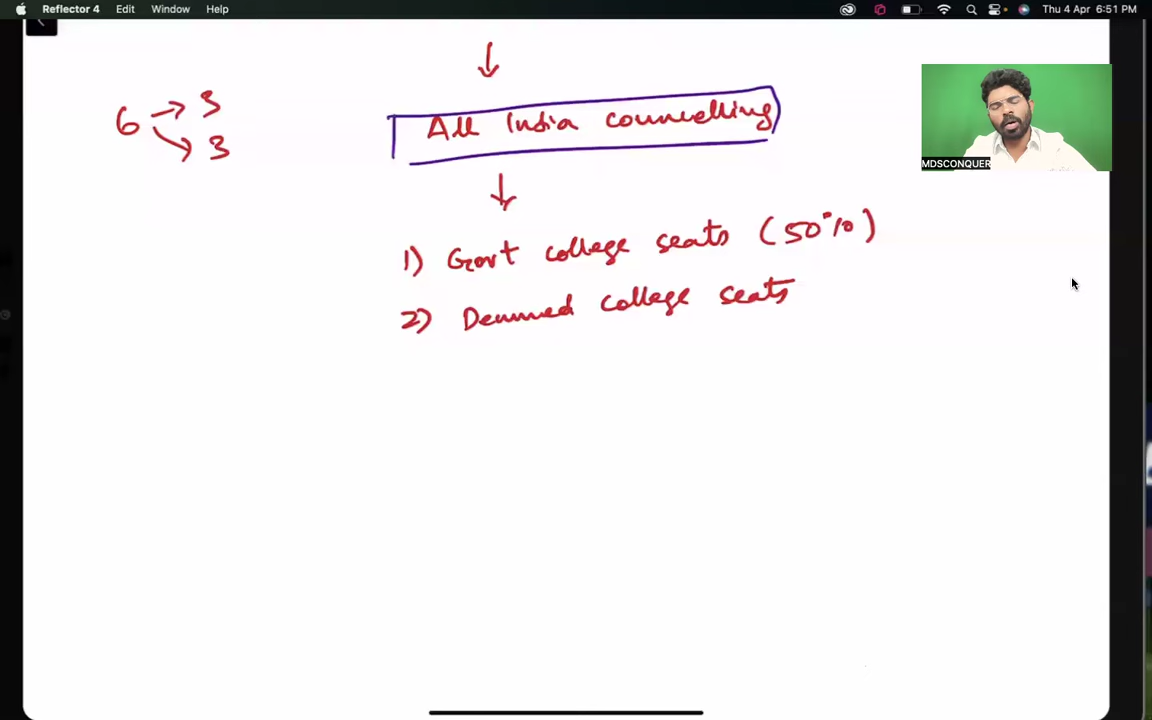 Reflector 4 Edit Window Help Thu 4 Apr 6:51 PM
6 → 3
→ 3
All India councelling
1) Govt college seats (50%)
2) Deemed college seats
MDSCONQUER